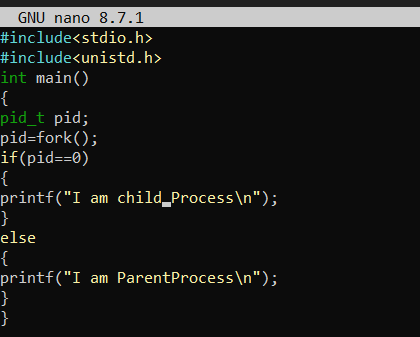 GNU nano 8.7.1
#include<stdio.h>
#include<unistd.h>
int main()
{
pid_t pid;
pid=fork();
if(pid==0)
{
printf("I am child Process\n");
}
else
{
printf("I am ParentProcess\n");
}
}